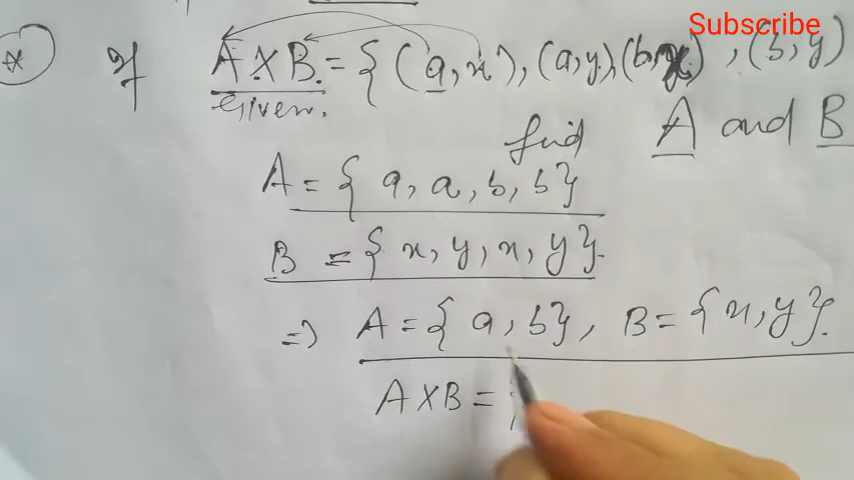 Subscribe
* If A × B = {(a, x), (a, y), (b, x), (b, y)
Given. find A and B
A = { a, a, b, b}
B = { x, y, x, y}.
=> A = { a, b}, B = { x, y}.
A × B = {